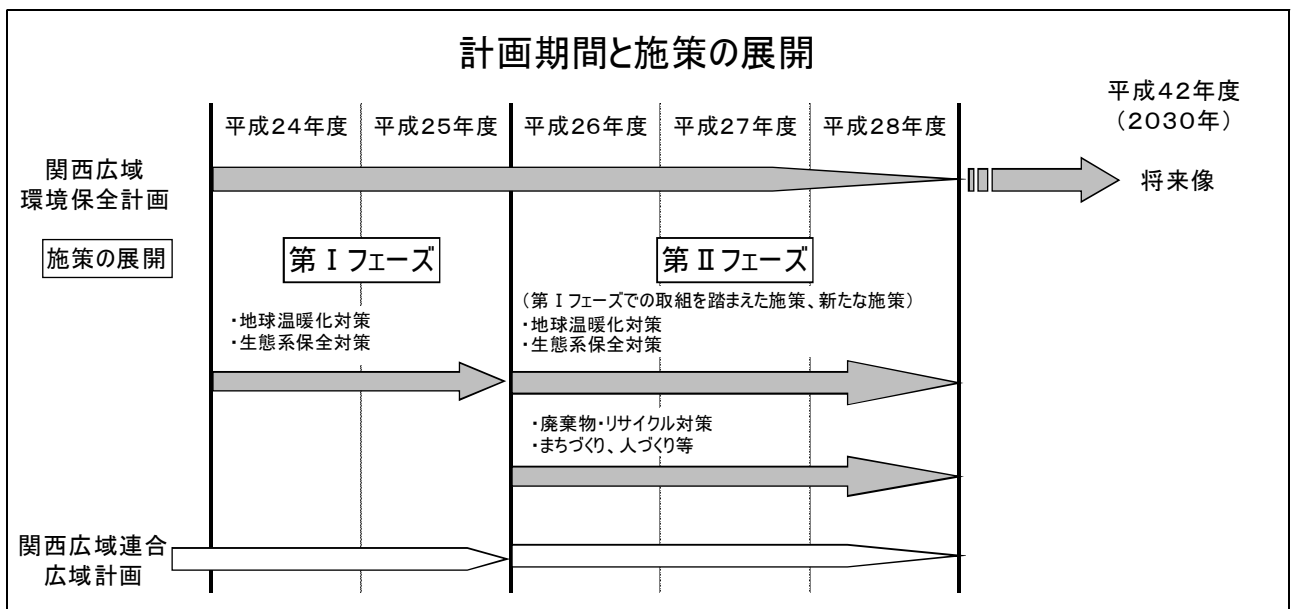 計画期間と施策の展開
平成24年度
平成25年度
平成26年度
平成27年度
平成28年度
平成42年度
（2030年）
関西広域
環境保全計画
将来像
施策の展開
第Ⅰフェーズ
第Ⅱフェーズ
・地球温暖化対策
・生態系保全対策
（第Ⅰフェーズでの取組を踏まえた施策、新たな施策）
・地球温暖化対策
・生態系保全対策
・廃棄物・リサイクル対策
・まちづくり、人づくり等
関西広域連合
広域計画